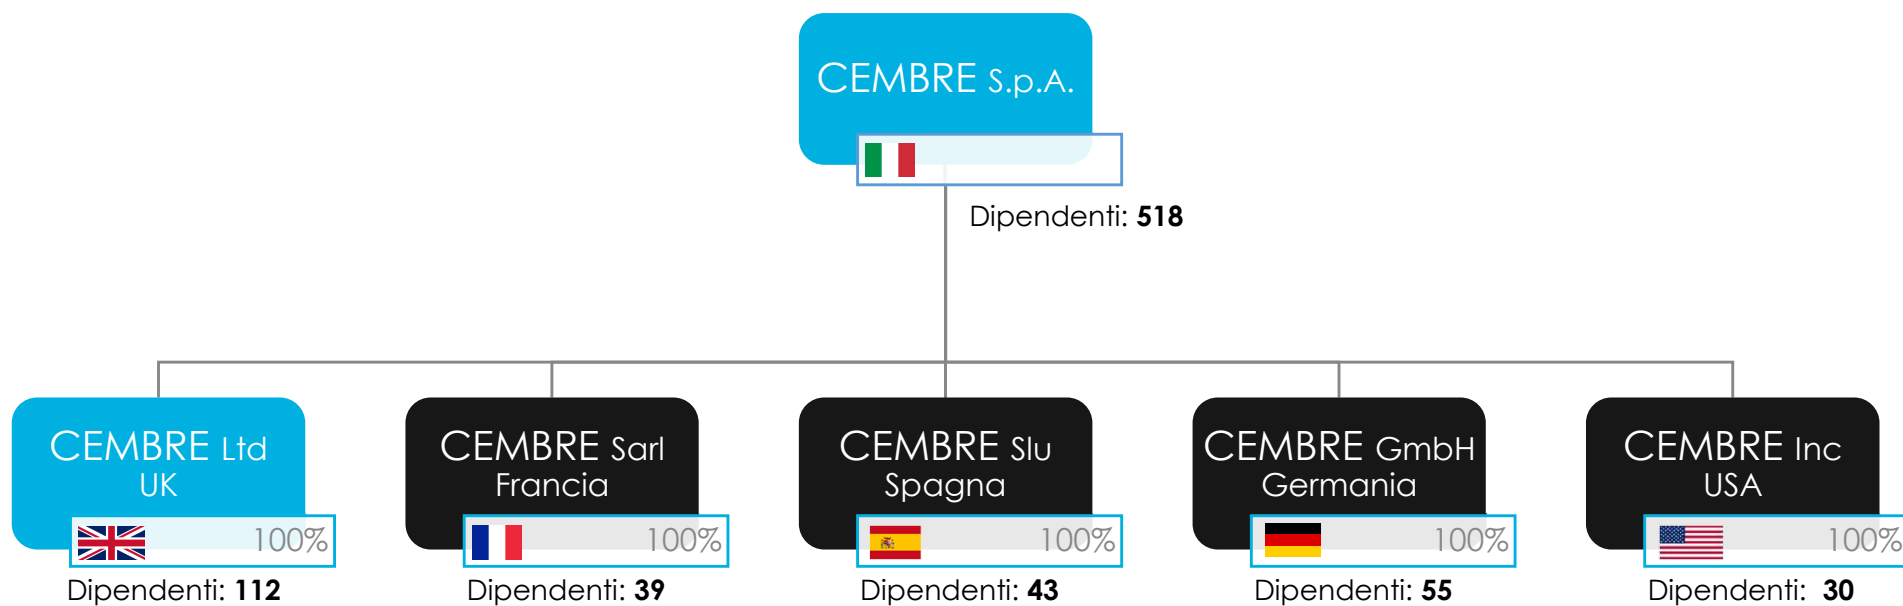 CEMBRE S.p.A.
Dipendenti: 518
CEMBRE Ltd
UK
100%
Dipendenti: 112
CEMBRE Sarl
Francia
100%
Dipendenti: 39
CEMBRE Slu
Spagna
100%
Dipendenti: 43
CEMBRE GmbH
Germania
100%
Dipendenti: 55
CEMBRE Inc
USA
100%
Dipendenti: 30